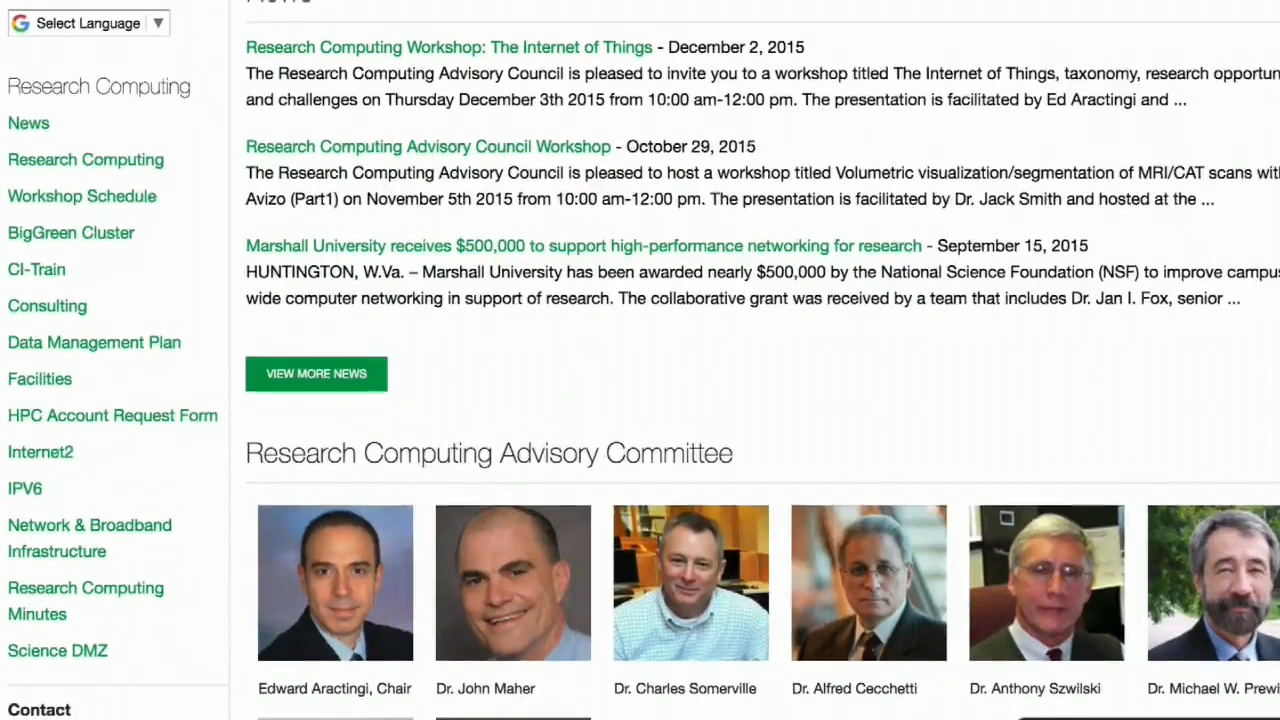 Select Language
Research Computing
News
Research Computing
Workshop Schedule
BigGreen Cluster
CI-Train
Consulting
Data Management Plan
Facilities
HPC Account Request Form
Internet2
IPV6
Network & Broadband
Infrastructure
Research Computing
Minutes
Science DMZ
Contact
Research Computing Workshop: The Internet of Things - December 2, 2015
The Research Computing Advisory Council is pleased to invite you to a workshop titled The Internet of Things, taxonomy, research
and challenges on Thursday December 3th 2015 from 10:00 am-12:00 pm. The presentation is facilitated by Ed Aractingi and ...
Research Computing Advisory Council Workshop - October 29, 2015
The Research Computing Advisory Council is pleased to host a workshop titled Volumetric visualization/segmentation of MRI/CAT scans
Avizo (Part1) on November 5th 2015 from 10:00 am-12:00 pm. The presentation is facilitated by Dr. Jack Smith and hosted at the ...
Marshall University receives $500,000 to support high-performance networking for research - September 15, 2015
HUNTINGTON, W.Va. – Marshall University has been awarded nearly $500,000 by the National Science Foundation (NSF) to improve
wide computer networking in support of research. The collaborative grant was received by a team that includes Dr. Jan I. Fox, senior ...
VIEW MORE NEWS
Research Computing Advisory Committee
Edward Aractingi, Chair
Dr. John Maher
Dr. Charles Somerville
Dr. Alfred Cecchetti
Dr. Anthony Szwilski
Dr. Michael W.